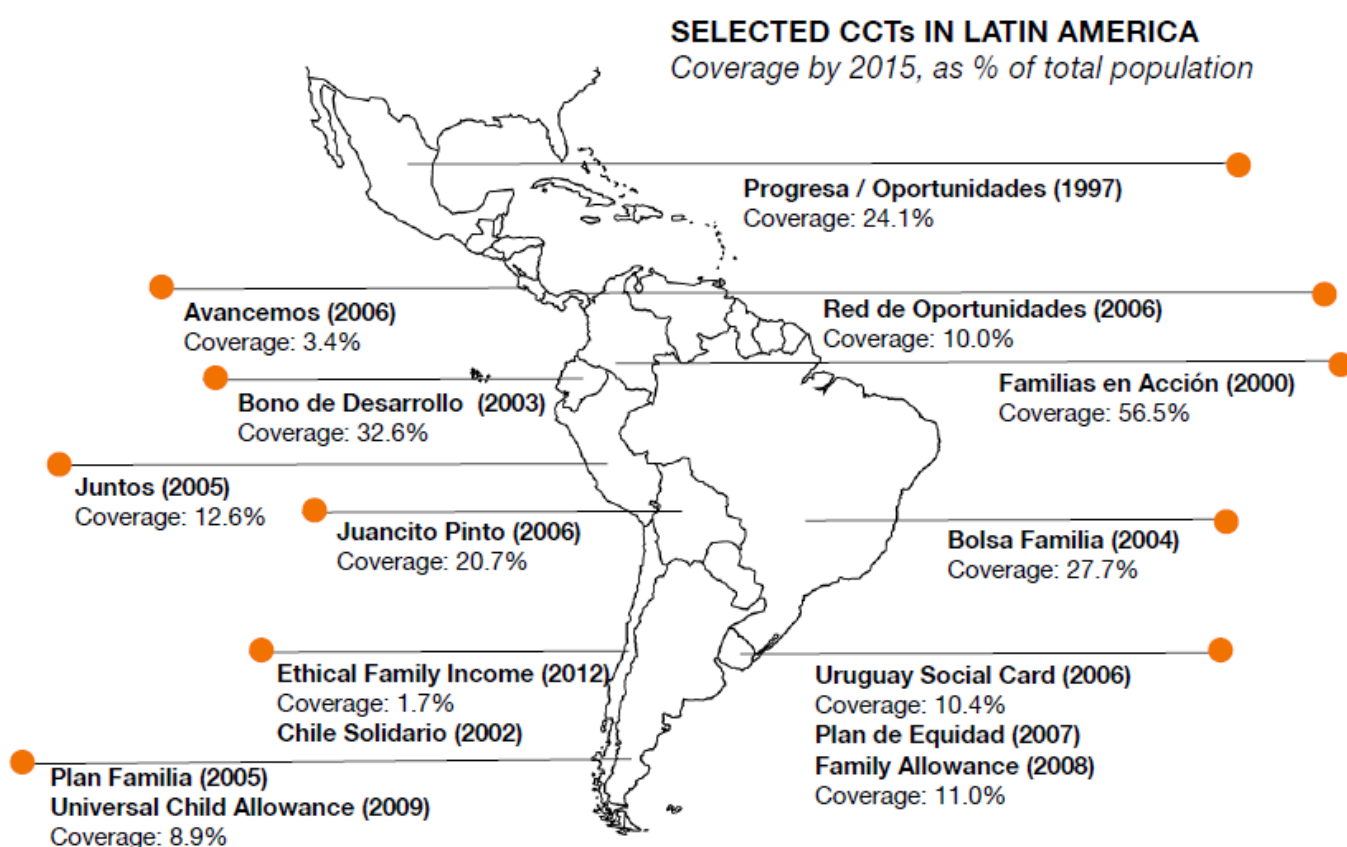 SELECTED CCTs IN LATIN AMERICA
Coverage by 2015, as % of total population
Progresa / Oportunidades (1997)
Coverage: 24.1%
Avancemos (2006)
Coverage: 3.4%
Red de Oportunidades (2006)
Coverage: 10.0%
Bono de Desarrollo (2003)
Coverage: 32.6%
Familias en Acción (2000)
Coverage: 56.5%
Juntos (2005)
Coverage: 12.6%
Juancito Pinto (2006)
Coverage: 20.7%
Bolsa Familia (2004)
Coverage: 27.7%
Ethical Family Income (2012)
Coverage: 1.7%
Chile Solidario (2002)
Uruguay Social Card (2006)
Coverage: 10.4%
Plan de Equidad (2007)
Family Allowance (2008)
Coverage: 11.0%
Plan Familia (2005)
Universal Child Allowance (2009)
Coverage: 8.9%